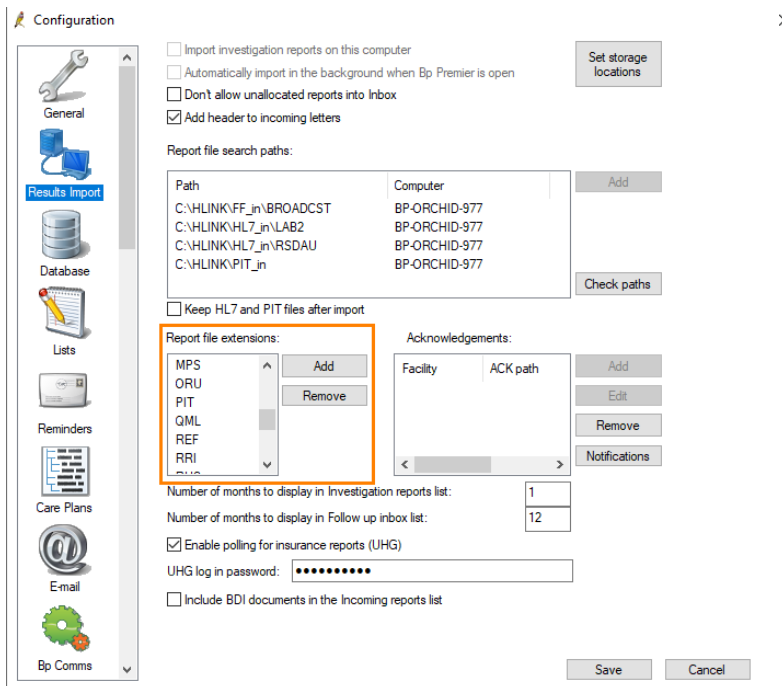 Configuration
General
Results Import
Database
Lists
Reminders
Care Plans
E-mail
Bp Comms
Import investigation reports on this computer
Automatically import in the background when Bp Premier is open
Don't allow unallocated reports into Inbox
Add header to incoming letters
Set storage
locations
Report file search paths:
Path Computer
C:\HLINK\FF_in\BROADCST BP-ORCHID-977
C:\HLINK\HL7_in\LAB2 BP-ORCHID-977
C:\HLINK\HL7_in\RSDAU BP-ORCHID-977
C:\HLINK\PIT_in BP-ORCHID-977
Add
Check paths
Keep HL7 and PIT files after import
Report file extensions:
MPS
ORU
PIT
QML
REF
RRI
Add
Remove
Acknowledgements:
Facility ACK path
Add
Edit
Remove
Notifications
Number of months to display in Investigation reports list: 1
Number of months to display in Follow up inbox list: 12
Enable polling for insurance reports (UHG)
UHG log in password: ●●●●●●●●●●
Include BDI documents in the Incoming reports list
Save Cancel